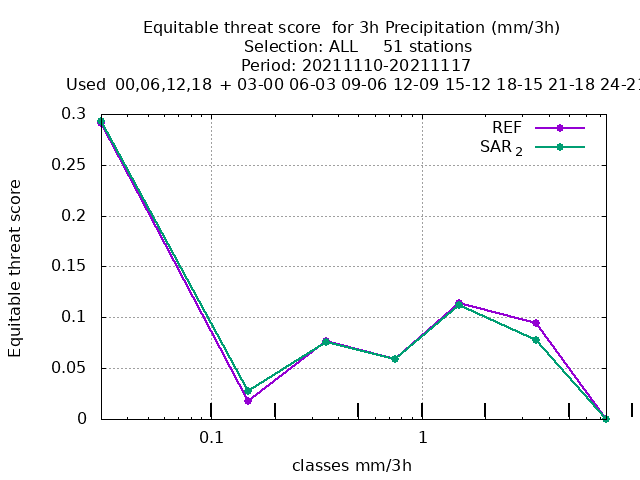 Equitable threat score  for 3h Precipitation (mm/3h)
Selection: ALL     51 stations
Period: 20211110-20211117
Used  00,06,12,18  + 03-00 06-03 09-06 12-09 15-12 18-15 21-18 24-21
REF
SAR 2
0.3
0.25
0.2
0.15
0.1
0.05
0
Equitable threat score
0.1
1
classes mm/3h